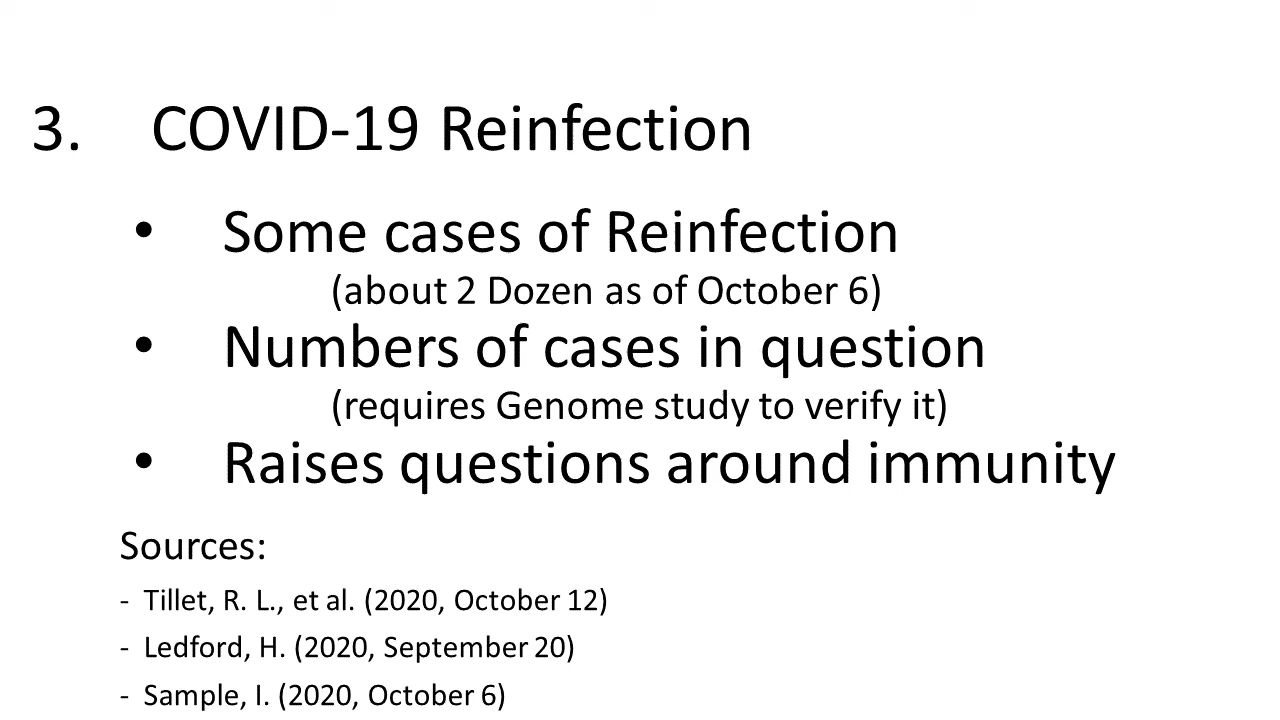 3. COVID-19 Reinfection
• Some cases of Reinfection
(about 2 Dozen as of October 6)
• Numbers of cases in question
(requires Genome study to verify it)
• Raises questions around immunity
Sources:
- Tillet, R. L., et al. (2020, October 12)
- Ledford, H. (2020, September 20)
- Sample, I. (2020, October 6)